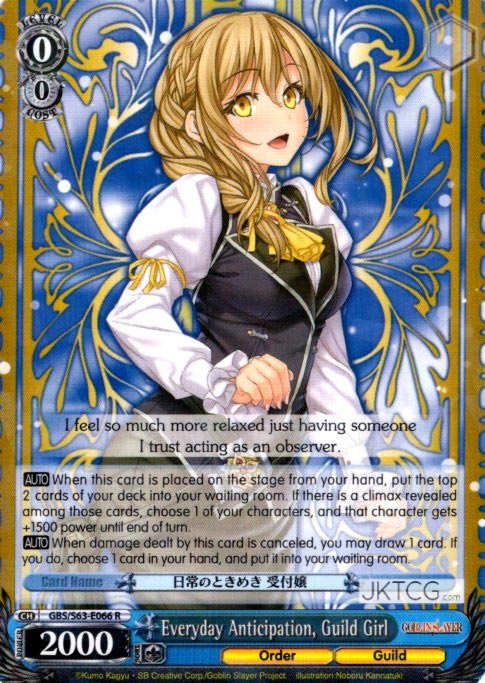 LEVEL
0
0
COST
I feel so much more relaxed just having someone
I trust acting as an observer.
AUTO When this card is placed on the stage from your hand, put the top
2 cards of your deck into your waiting room. If there is a climax revealed
among those cards, choose 1 of your characters, and that character gets
+1500 power until end of turn.
AUTO When damage dealt by this card is canceled, you may draw 1 card. If
you do, choose 1 card in your hand, and put it into your waiting room.
Card Name 日常のときめき 受付嬢
JKTCG.com
CH GBS/S63-E066 R
POWER 2000
Everyday Anticipation, Guild Girl
GOBLIN SLAYER
Order Guild
©Kumo Kagyu・SB Creative Corp./Goblin Slayer Project. illustration:Noboru Kannatuki